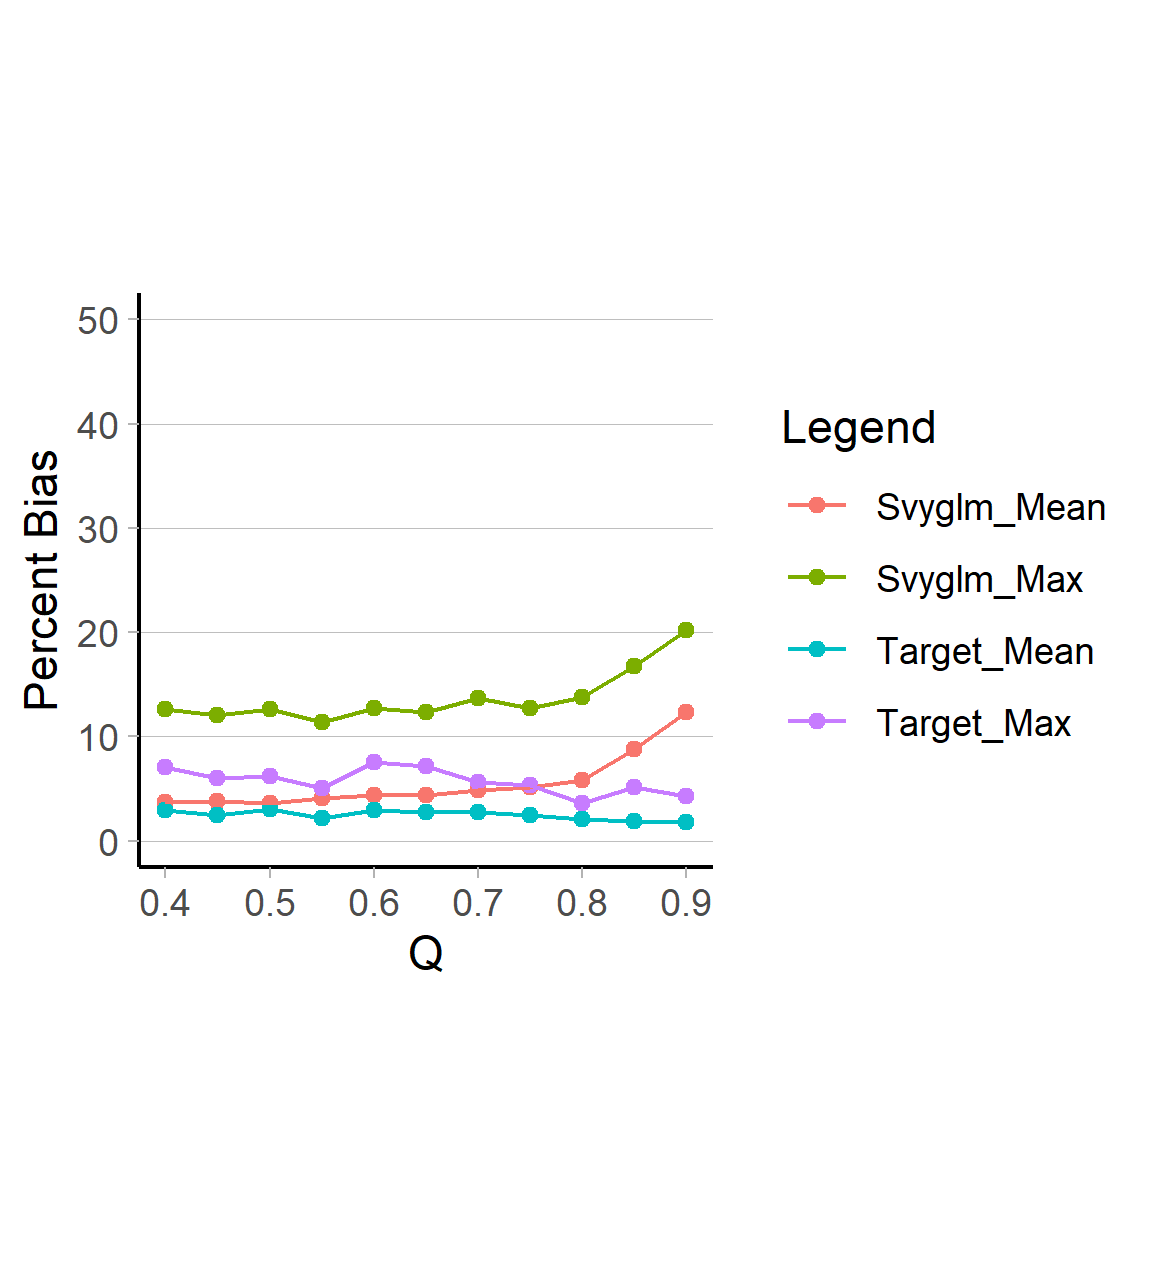 Percent Bias
50
40
30
20
10
0
0.4 0.5 0.6 0.7 0.8 0.9
Q
Legend
Svyglm_Mean
Svyglm_Max
Target_Mean
Target_Max